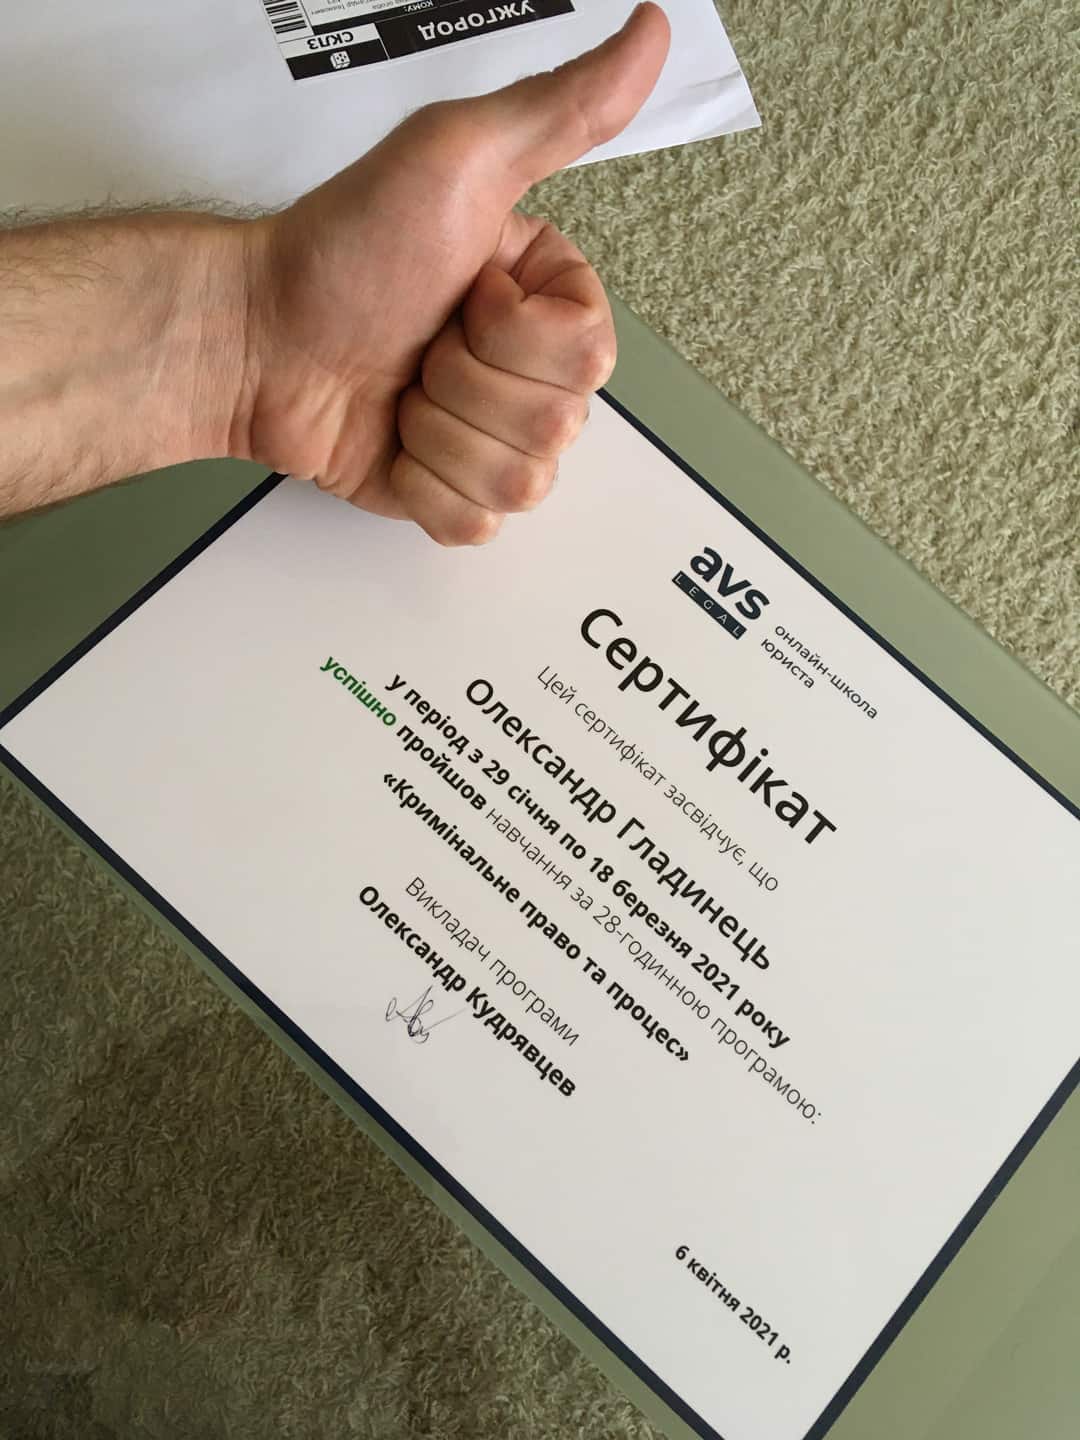 УЖГОРОД
КОМУ:
СКЛЗ
avs
LEGAL
онлайн-школа
юриста
Сертифікат
Цей сертифікат засвідчує, що
Олександр Гладинець
у період з 29 січня по 18 березня 2021 року
успішно пройшов навчання за 28-годинною програмою:
«Кримінальне право та процес»
Викладач програми
Олександр Кудрявцев
6 квітня 2021 р.